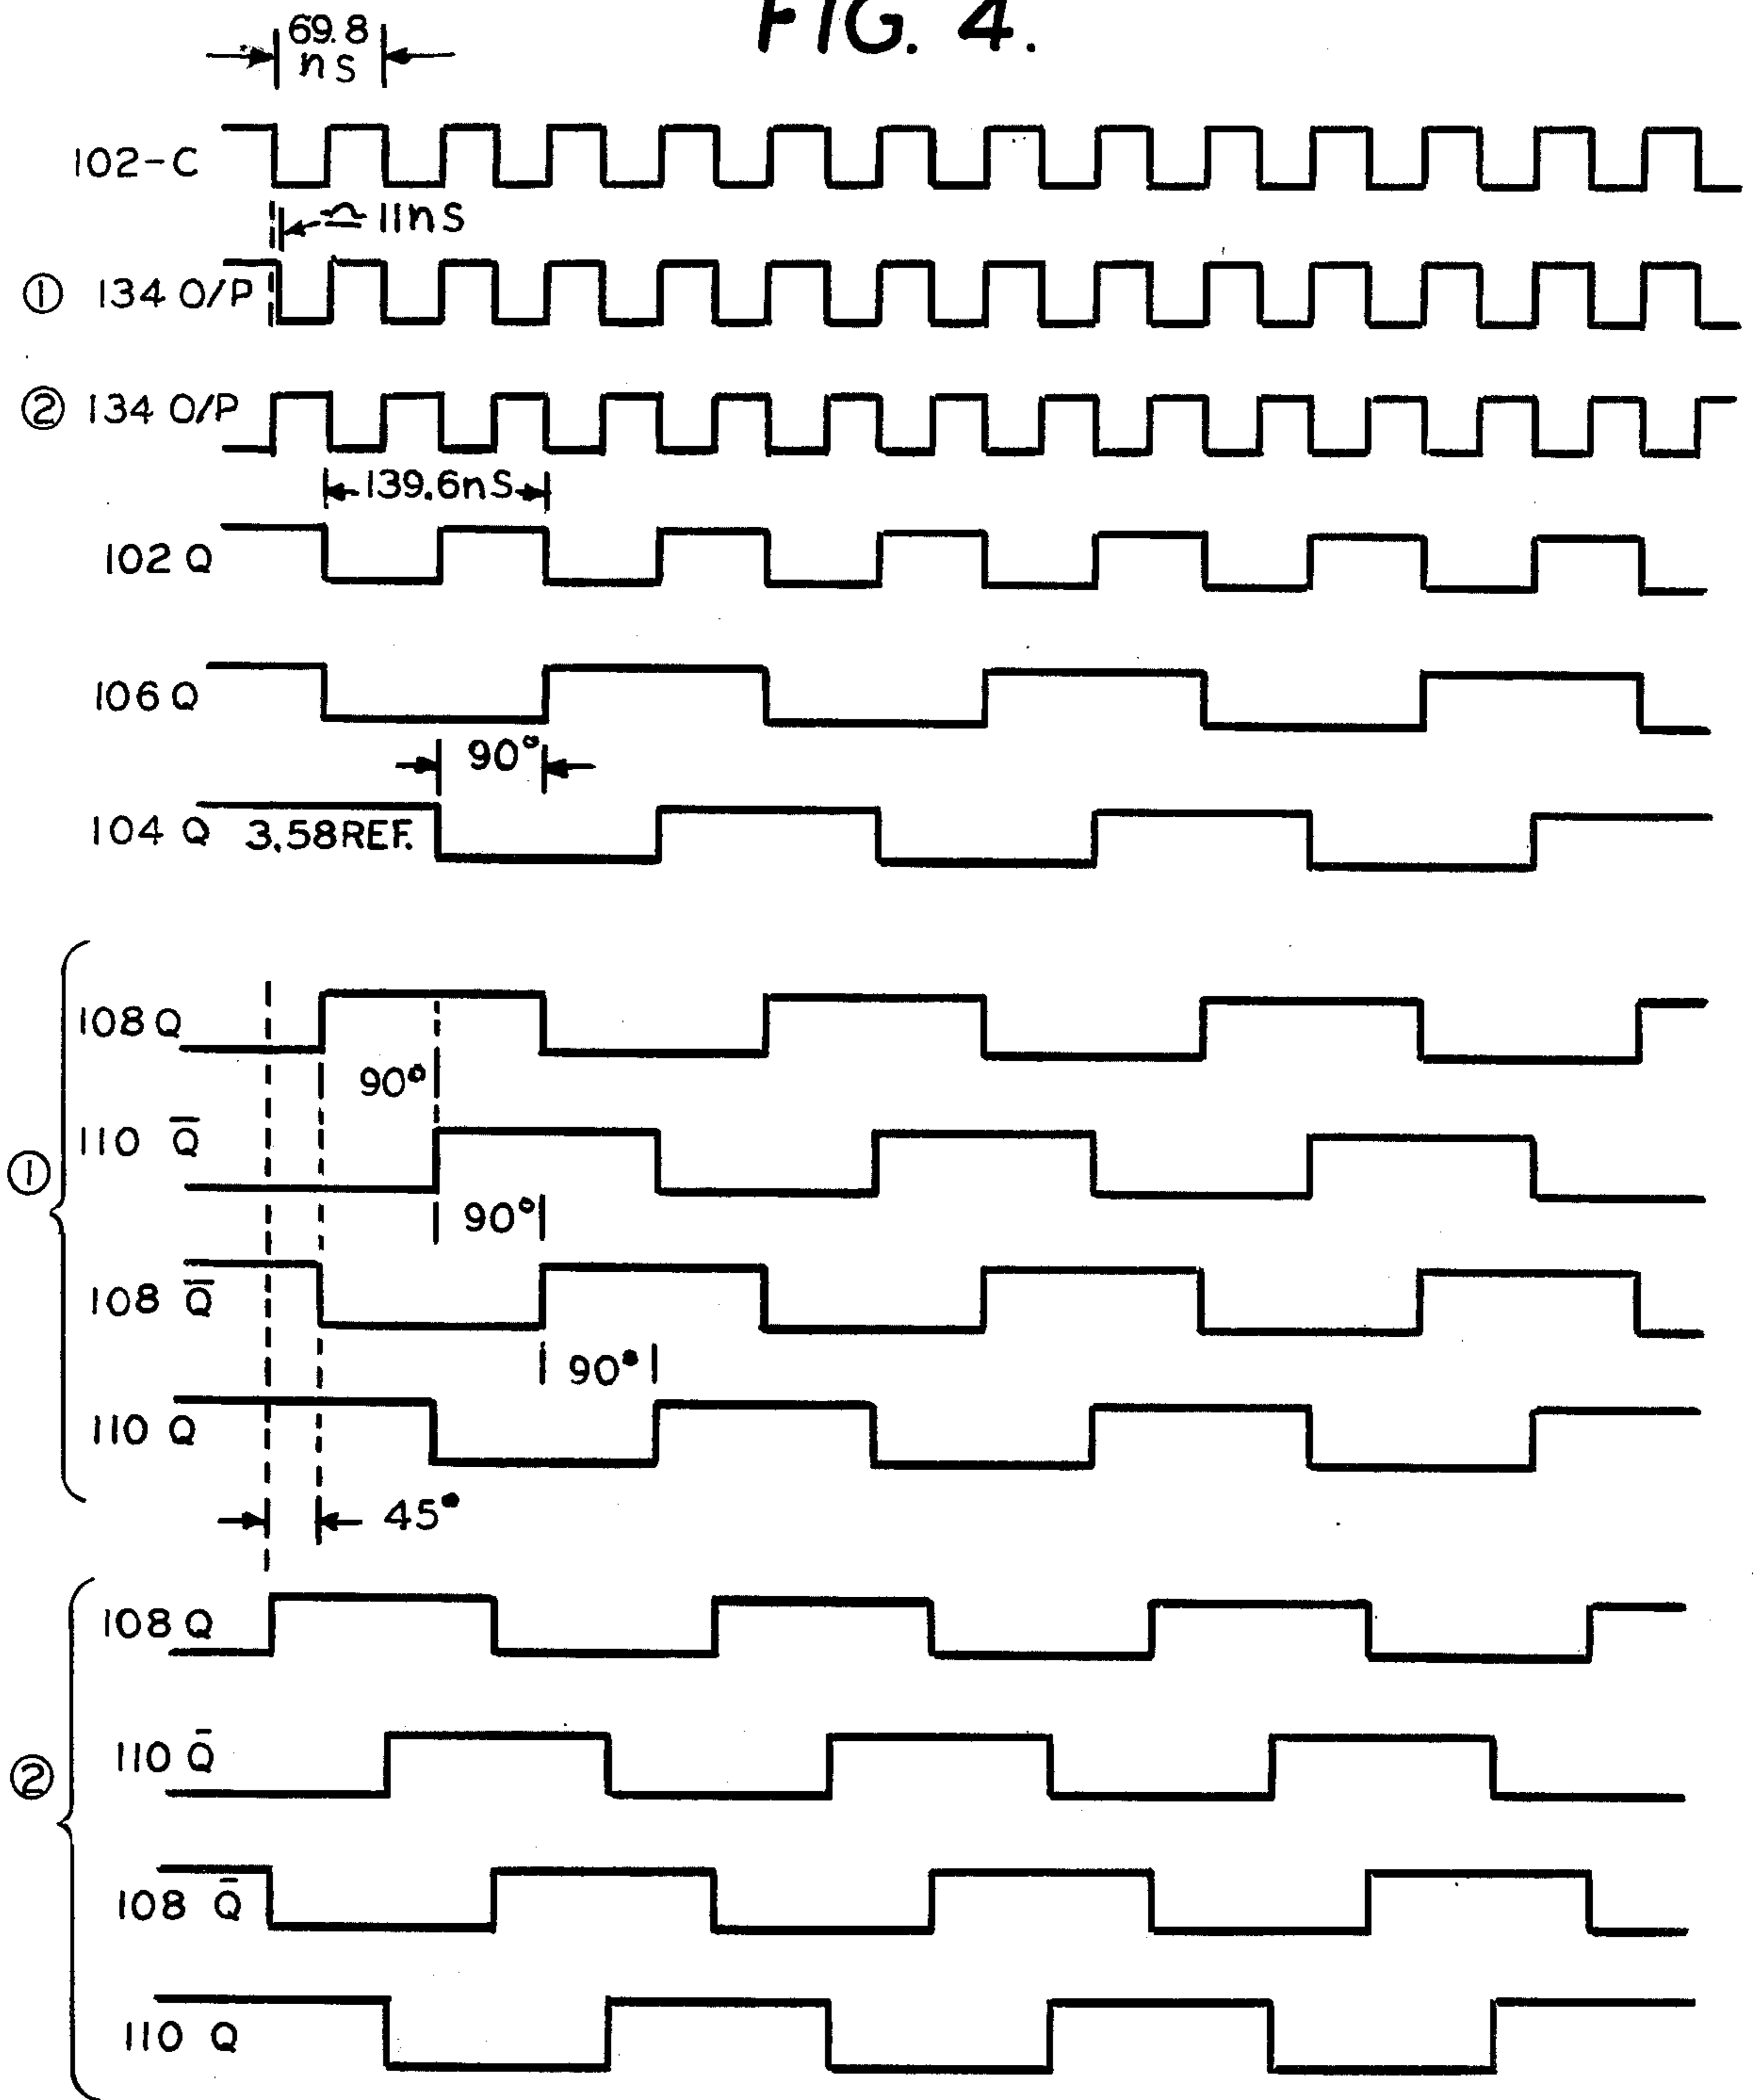 FIG. 4.
69.8
nS
102-C
≏ 11nS
① 134 O/P
② 134 O/P
139.6nS
102 Q
106 Q
90°
104 Q 3.58REF.
①
108 Q
90°
110 Q̅
90°
108 Q̅
90°
110 Q
45°
②
108 Q
110 Q̅
108 Q̅
110 Q